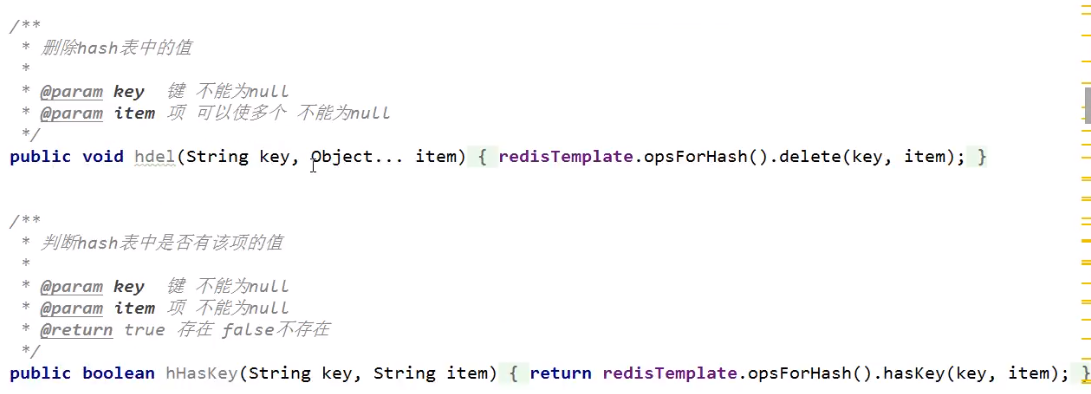 /**
 * 删除hash表中的值
 *
 * @param key 键 不能为null
 * @param item 项 可以使多个 不能为null
 */
public void hdel(String key, Object... item) { redisTemplate.opsForHash().delete(key, item); }
/**
 * 判断hash表中是否有该项的值
 *
 * @param key 键 不能为null
 * @param item 项 不能为null
 * @return true 存在 false不存在
 */
public boolean hHasKey(String key, String item) { return redisTemplate.opsForHash().hasKey(key, item); }